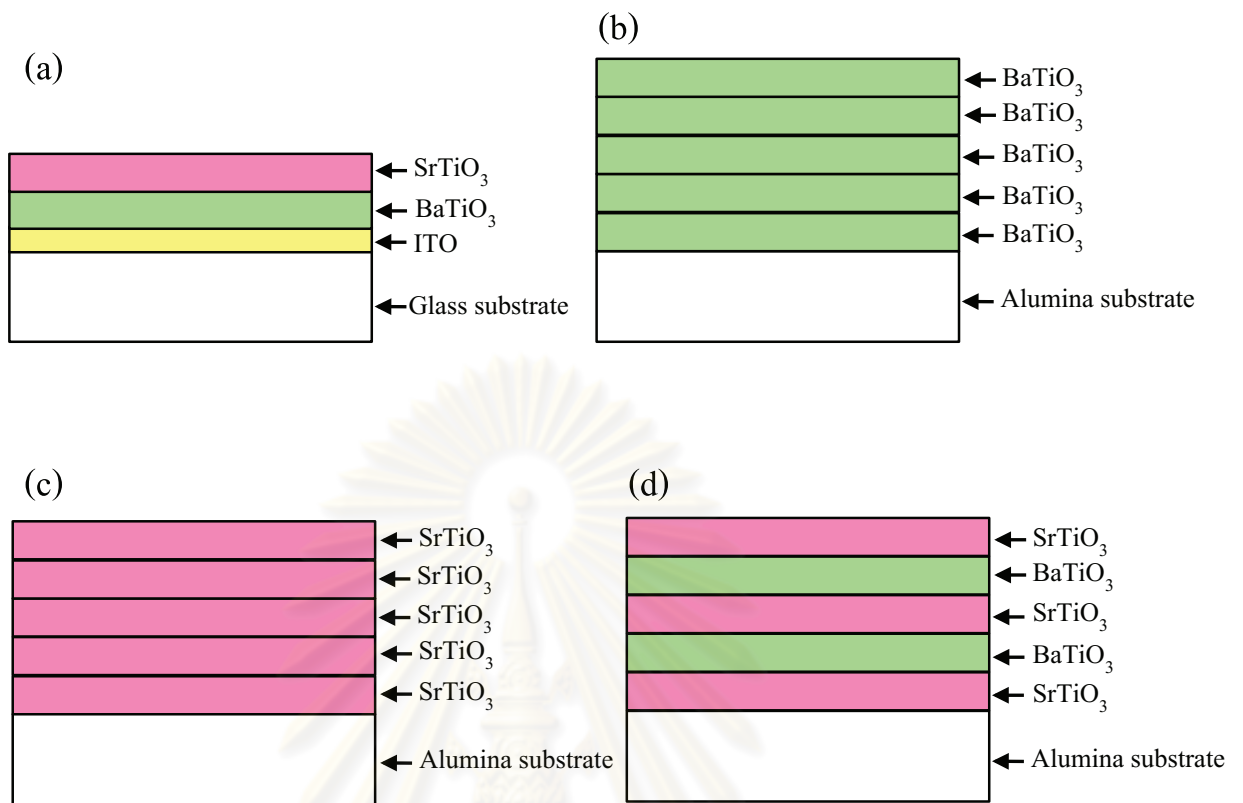 (a)
SrTiO₃
BaTiO₃
ITO
Glass substrate
(b)
BaTiO₃
BaTiO₃
BaTiO₃
BaTiO₃
BaTiO₃
Alumina substrate
(c)
SrTiO₃
SrTiO₃
SrTiO₃
SrTiO₃
SrTiO₃
Alumina substrate
(d)
SrTiO₃
BaTiO₃
SrTiO₃
BaTiO₃
SrTiO₃
Alumina substrate